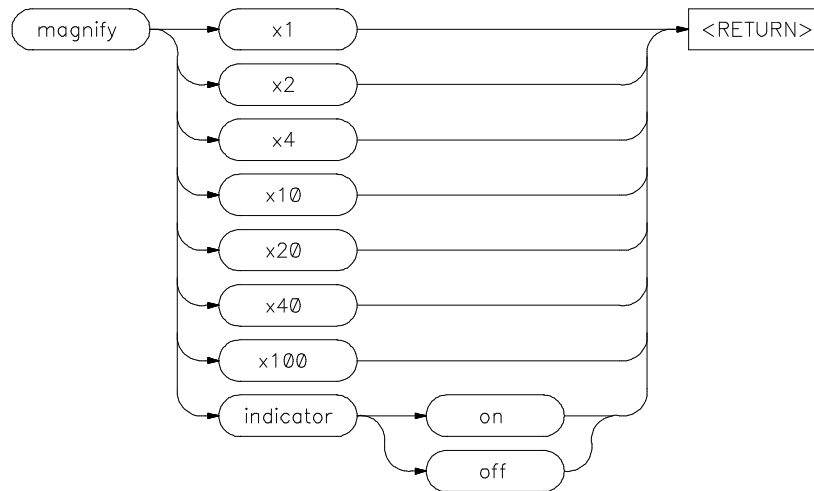 magnify
x1
<RETURN>
x2
x4
x10
x20
x40
x100
indicator
on
off